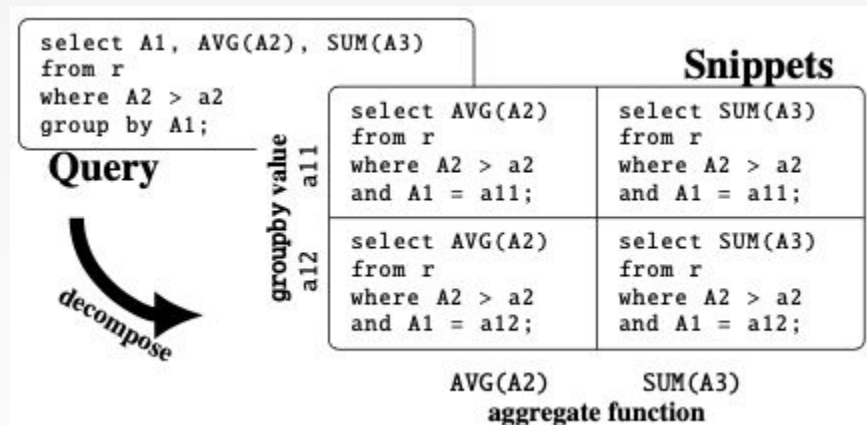 select A1, AVG(A2), SUM(A3)
from r
where A2 > a2
group by A1;
Query
decompose
Snippets
groupby value
a11
a12
select AVG(A2)
from r
where A2 > a2
and A1 = a11;
select SUM(A3)
from r
where A2 > a2
and A1 = a11;
select AVG(A2)
from r
where A2 > a2
and A1 = a12;
select SUM(A3)
from r
where A2 > a2
and A1 = a12;
AVG(A2) SUM(A3)
aggregate function